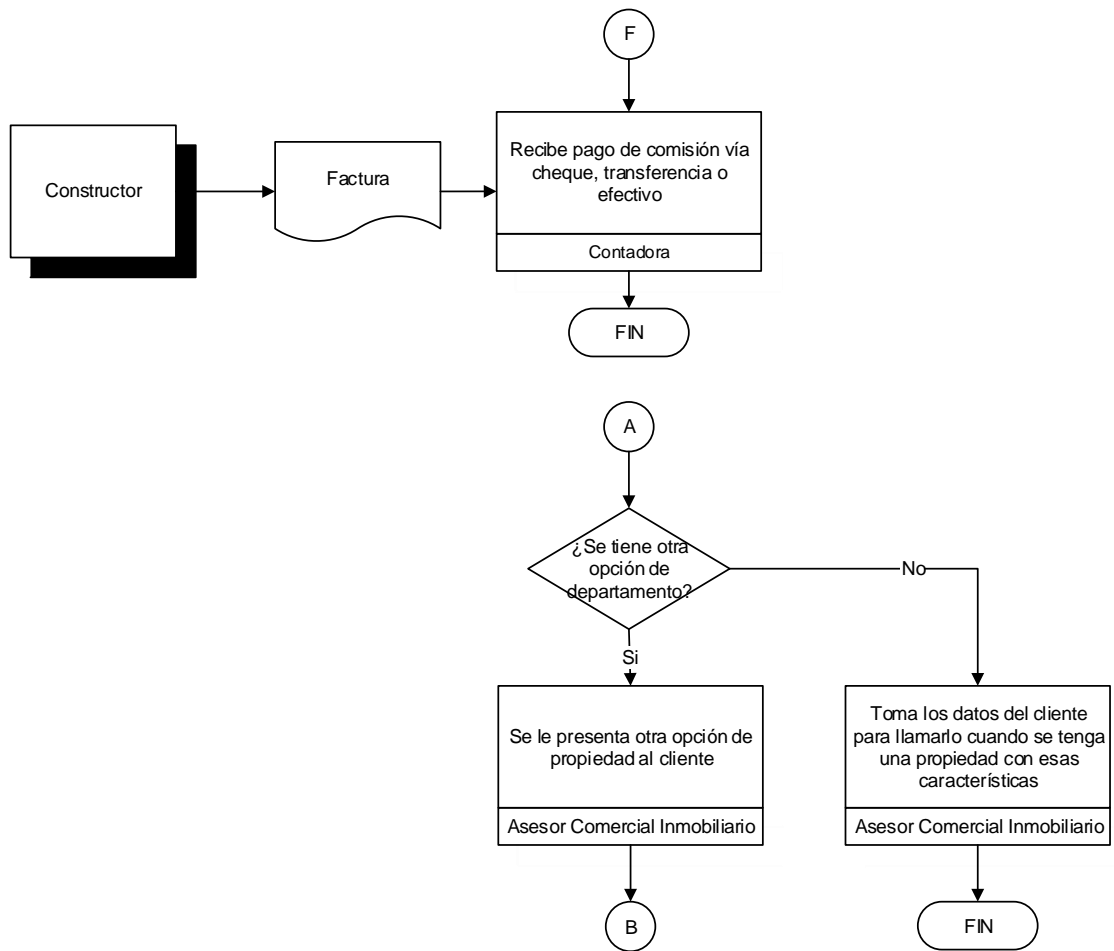 F
Constructor
Factura
Recibe pago de comisión vía
cheque, transferencia o
efectivo
Contadora
FIN
A
¿Se tiene otra
opción de
departamento?
No
Si
Se le presenta otra opción de
propiedad al cliente
Asesor Comercial Inmobiliario
B
Toma los datos del cliente
para llamarlo cuando se tenga
una propiedad con esas
característíficas
Asesor Comercial Inmobiliario
FIN